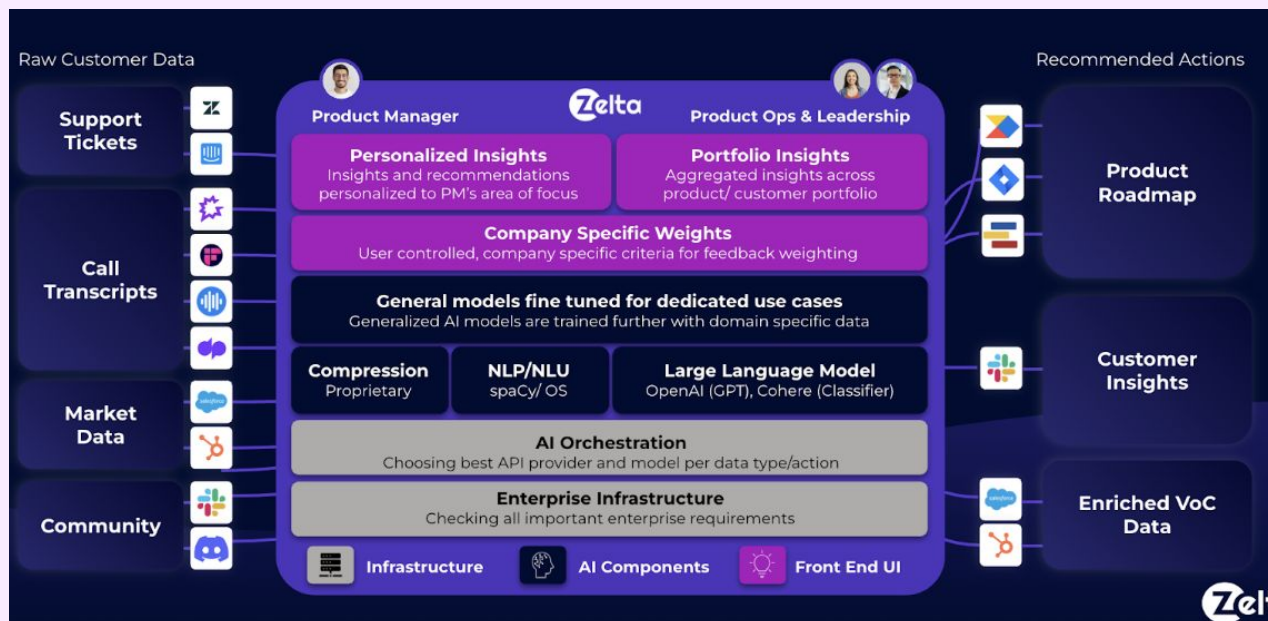 Raw Customer Data
Recommended Actions
Support
Tickets
Call
Transcripts
Market
Data
Community
Product Manager
Zelta
Product Ops & Leadership
Personalized Insights
Insights and recommendations
personalized to PM's area of focus
Portfolio Insights
Aggregated insights across
product/ customer portfolio
Company Specific Weights
User controlled, company specific criteria for feedback weighting
General models fine tuned for dedicated use cases
Generalized AI models are trained further with domain specific data
Compression
Proprietary
NLP/NLU
spaCy/ OS
Large Language Model
OpenAI (GPT), Cohere (Classifier)
AI Orchestration
Choosing best API provider and model per data type/action
Enterprise Infrastructure
Checking all important enterprise requirements
Infrastructure
AI Components
Front End UI
Product
Roadmap
Customer
Insights
Enriched VoC
Data
salesforce
salesforce
Zelt